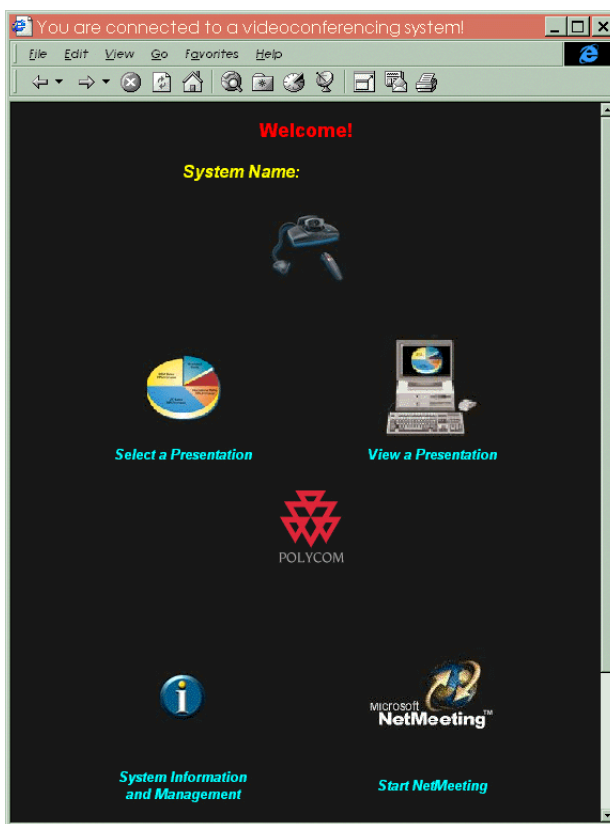 You are connected to a videoconferencing system!
File Edit View Go Favorites Help
Welcome!
System Name:
Select a Presentation
View a Presentation
POLYCOM
Microsoft
NetMeeting™
System Information
and Management
Start NetMeeting